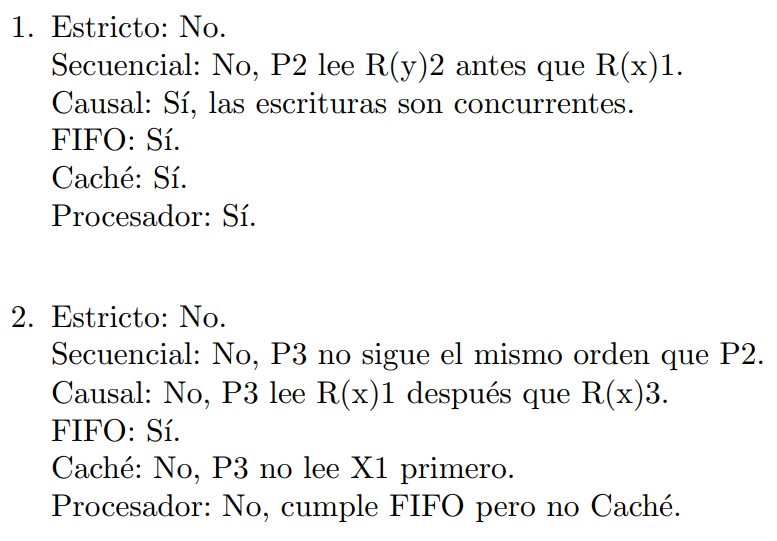 1. Estricto: No.
Secuencial: No, P2 lee R(y)2 antes que R(x)1.
Causal: Sí, las escrituras son concurrentes.
FIFO: Sí.
Caché: Sí.
Procesador: Sí.
2. Estricto: No.
Secuencial: No, P3 no sigue el mismo orden que P2.
Causal: No, P3 lee R(x)1 después que R(x)3.
FIFO: Sí.
Caché: No, P3 no lee X1 primero.
Procesador: No, cumple FIFO pero no Caché.